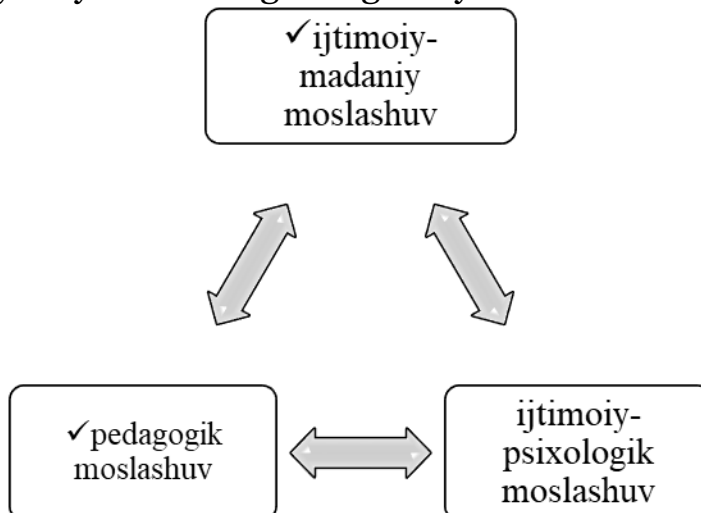 ✓ijtimoiy-
madaniy
moslashuv
✓pedagogik
moslashuv
ijtimoiy-
psixologik
moslashuv